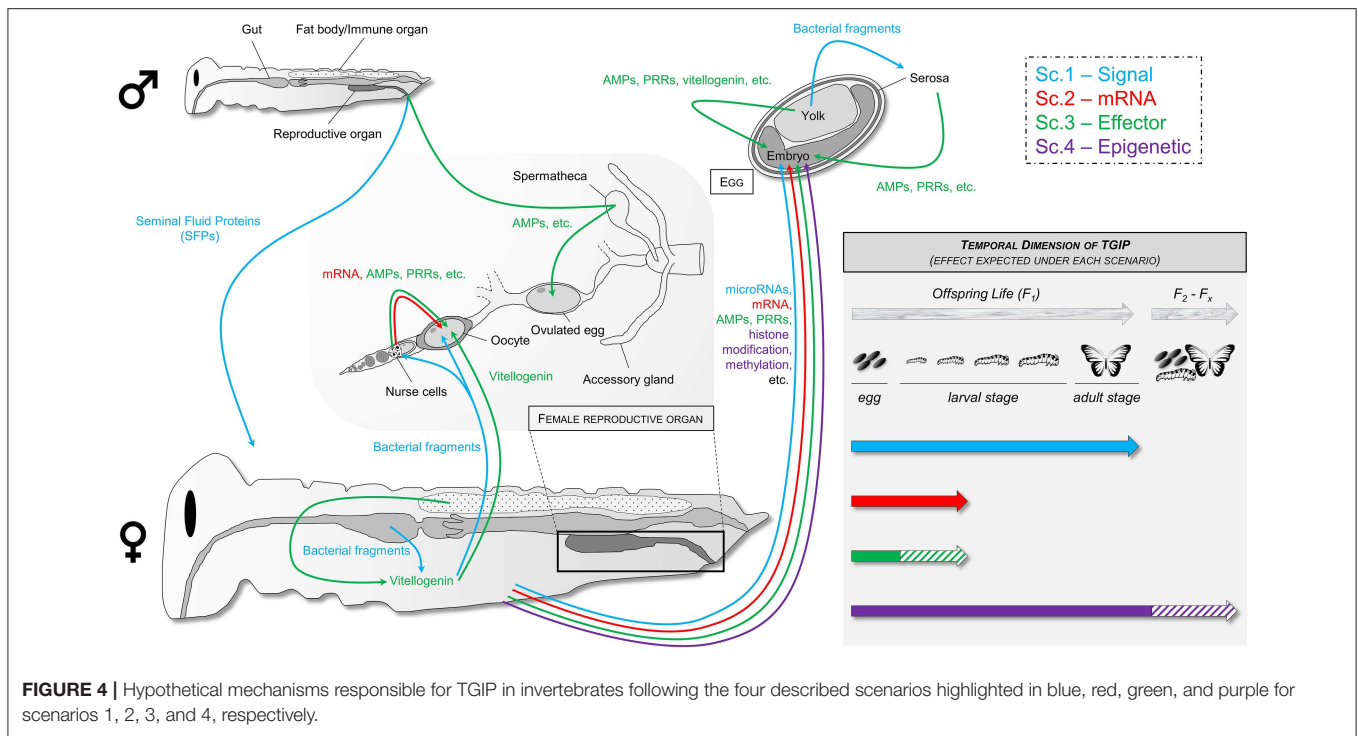 Gut
Fat body/Immune organ
♂
Reproductive organ
Bacterial fragments
AMPs, PRRs, vitellogenin, etc.
Serosa
Yolk
Embryo
EGG
AMPs, PRRs, etc.
Sc.1 – Signal
Sc.2 – mRNA
Sc.3 – Effector
Sc.4 – Epigenetic
Spermatheca
AMPs, etc.
Seminal Fluid Proteins
(SFPs)
mRNA, AMPs, PRRs, etc.
Ovulated egg
Oocyte
Nurse cells
Vitellogenin
Accessory gland
FEMALE REPRODUCTIVE ORGAN
Bacterial fragments
microRNAs,
mRNA,
AMPs, PRRs,
histone
modification,
methylation,
etc.
♀
Bacterial fragments
Vitellogenin
TEMPORAL DIMENSION OF TGIP
(EFFECT EXPECTED UNDER EACH SCENARIO)
Offspring Life (F1)
F2 - Fx
egg
larval stage
adult stage
FIGURE 4 | Hypothetical mechanisms responsible for TGIP in invertebrates following the four described scenarios highlighted in blue, red, green, and purple for
scenarios 1, 2, 3, and 4, respectively.